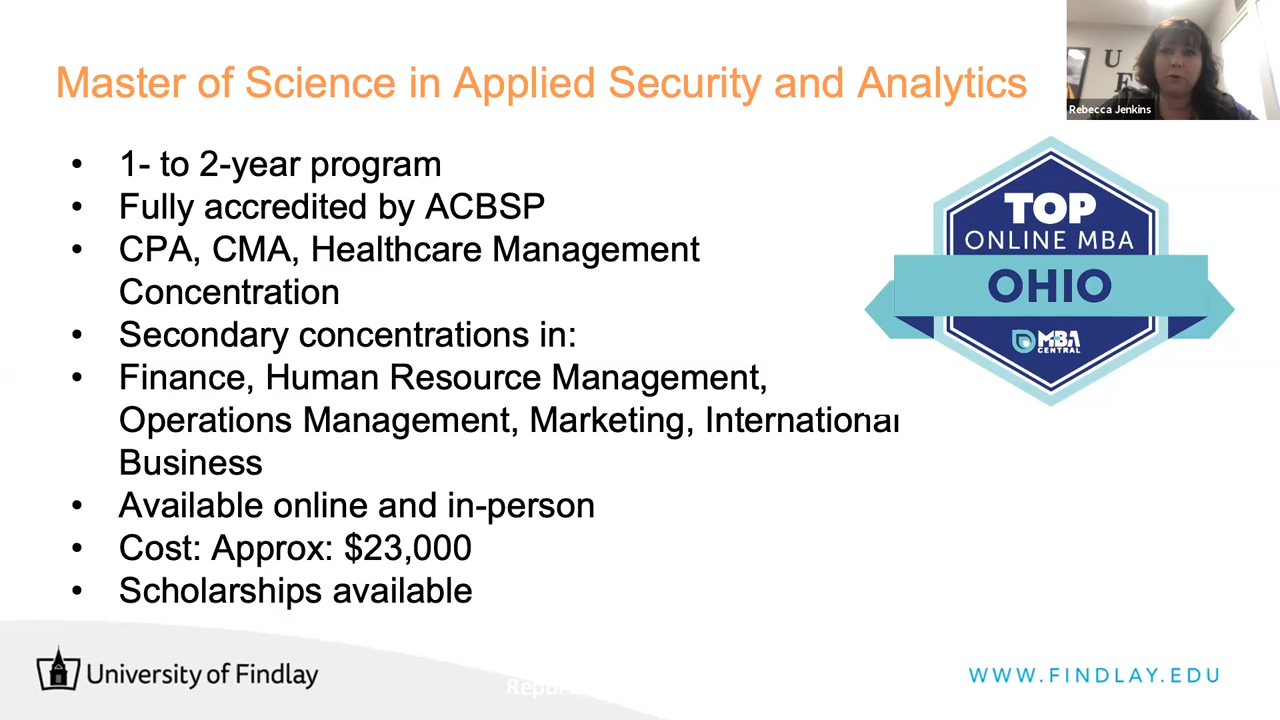 Master of Science in Applied Security and Analytics
U
F
Rebecca Jenkins
• 1- to 2-year program
• Fully accredited by ACBSP
• CPA, CMA, Healthcare Management
Concentration
• Secondary concentrations in:
• Finance, Human Resource Management,
Operations Management, Marketing, International
Business
• Available online and in-person
• Cost: Approx: $23,000
• Scholarships available
TOP
ONLINE MBA
OHIO
MBA
CENTRAL
University of Findlay
WWW.FINDLAY.EDU